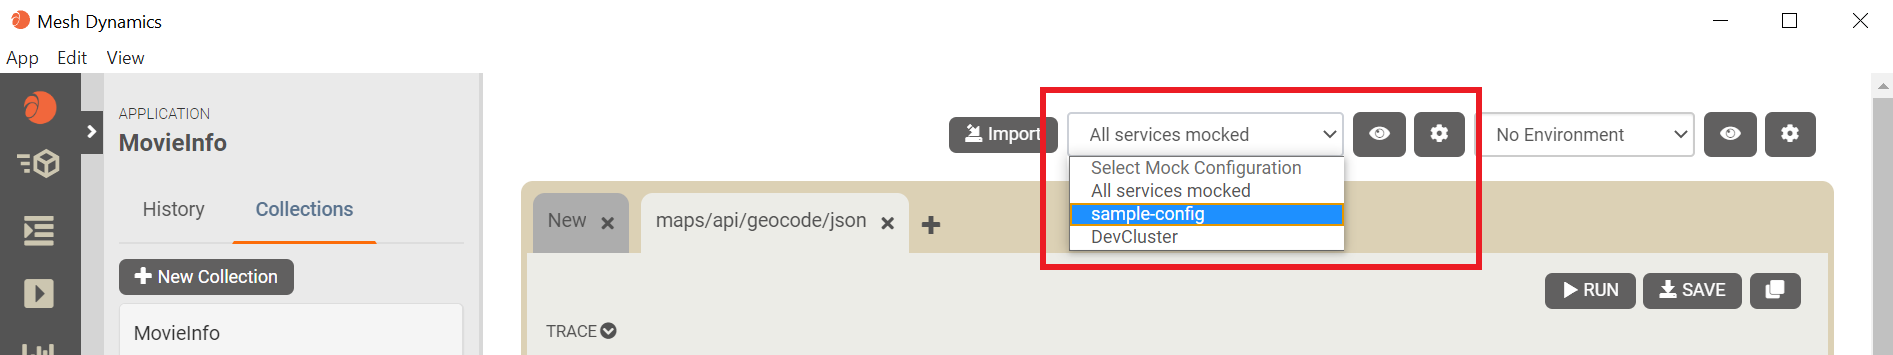 Mesh Dynamics
App Edit View
APPLICATION
MovieInfo
History Collections
New Collection
MovieInfo
Import All services mocked No Environment
Select Mock Configuration
All services mocked
sample-config
DevCluster
New maps/api/geocode/json
RUN SAVE
TRACE